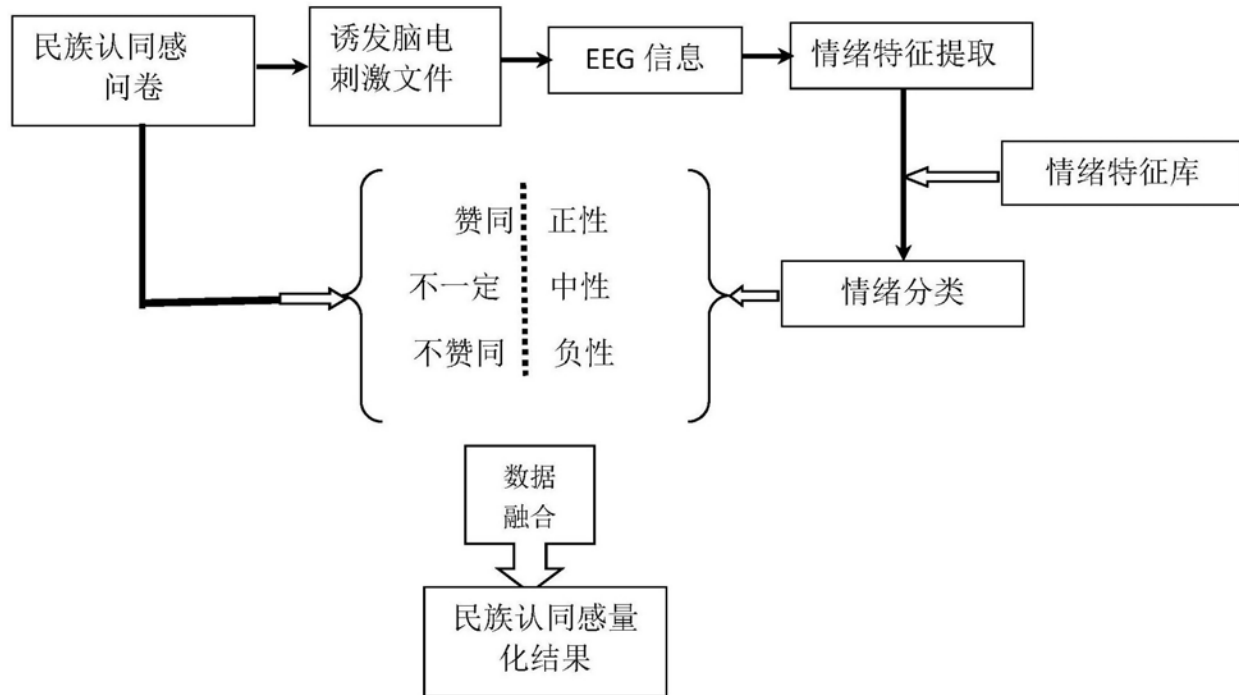 民族认同感
问卷
诱发脑电
刺激文件
EEG 信息
情绪特征提取
情绪特征库
赞同 正性
不一定 中性
不赞同 负性
情绪分类
数据
融合
民族认同感量
化结果